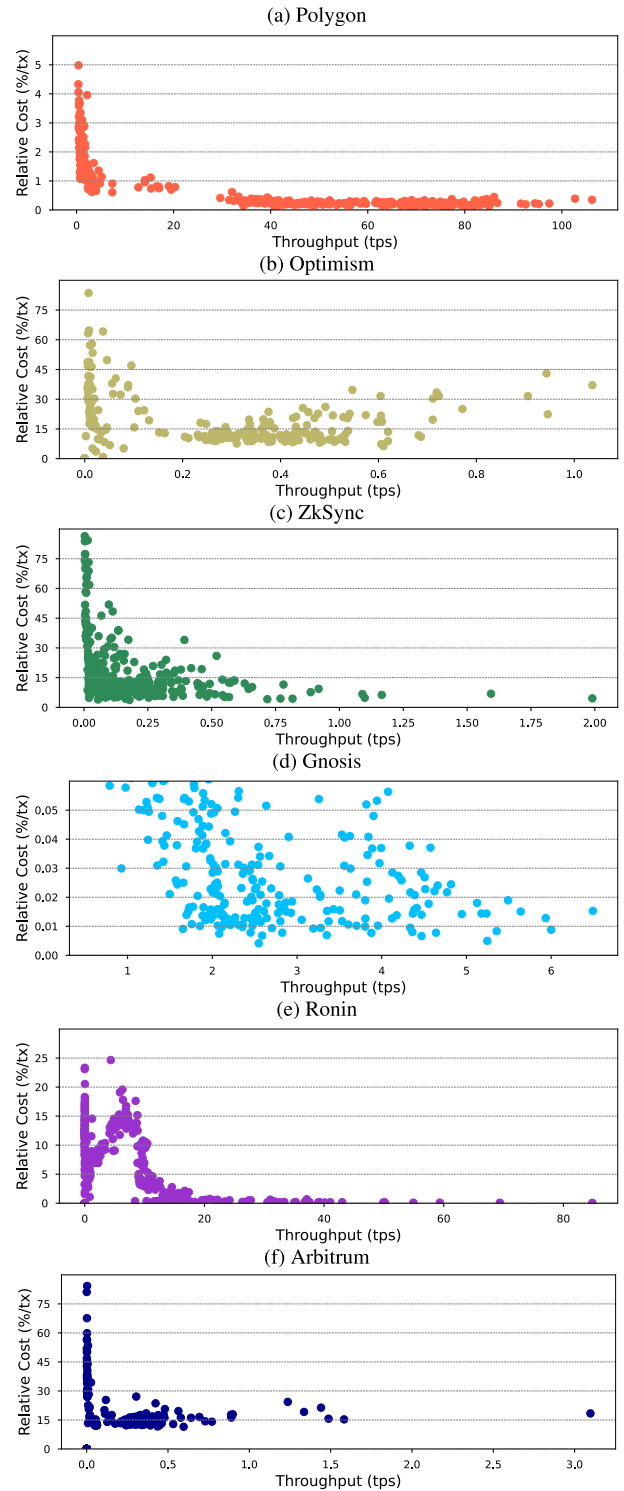 (a) Polygon
Relative Cost (%/tx)
5
4
3
2
1
0
0 20 40 60 80 100
Throughput (tps)
(b) Optimism
Relative Cost (%/tx)
75
60
45
30
15
0
0.0 0.2 0.4 0.6 0.8 1.0
Throughput (tps)
(c) ZkSync
Relative Cost (%/tx)
75
60
45
30
15
0
0.00 0.25 0.50 0.75 1.00 1.25 1.50 1.75 2.00
Throughput (tps)
(d) Gnosis
Relative Cost (%/tx)
0.05
0.04
0.03
0.02
0.01
0.00
1 2 3 4 5 6
Throughput (tps)
(e) Ronin
Relative Cost (%/tx)
25
20
15
10
5
0
0 20 40 60 80
Throughput (tps)
(f) Arbitrum
Relative Cost (%/tx)
75
60
45
30
15
0
0.0 0.5 1.0 1.5 2.0 2.5 3.0
Throughput (tps)